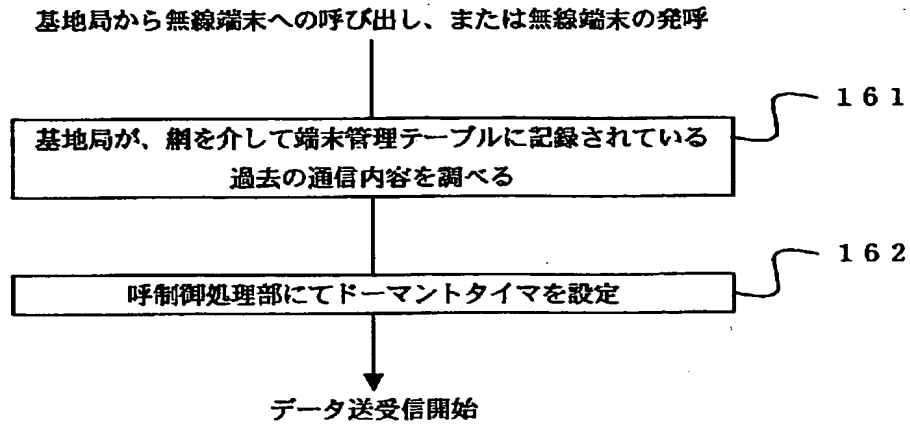 基地局から無線端末への呼び出し、または無線端末の発呼
161
基地局が、網を介して端末管理テーブルに記録されている
過去の通信内容を調べる
162
呼制御処理部にてドーマントタイマを設定
データ送受信開始